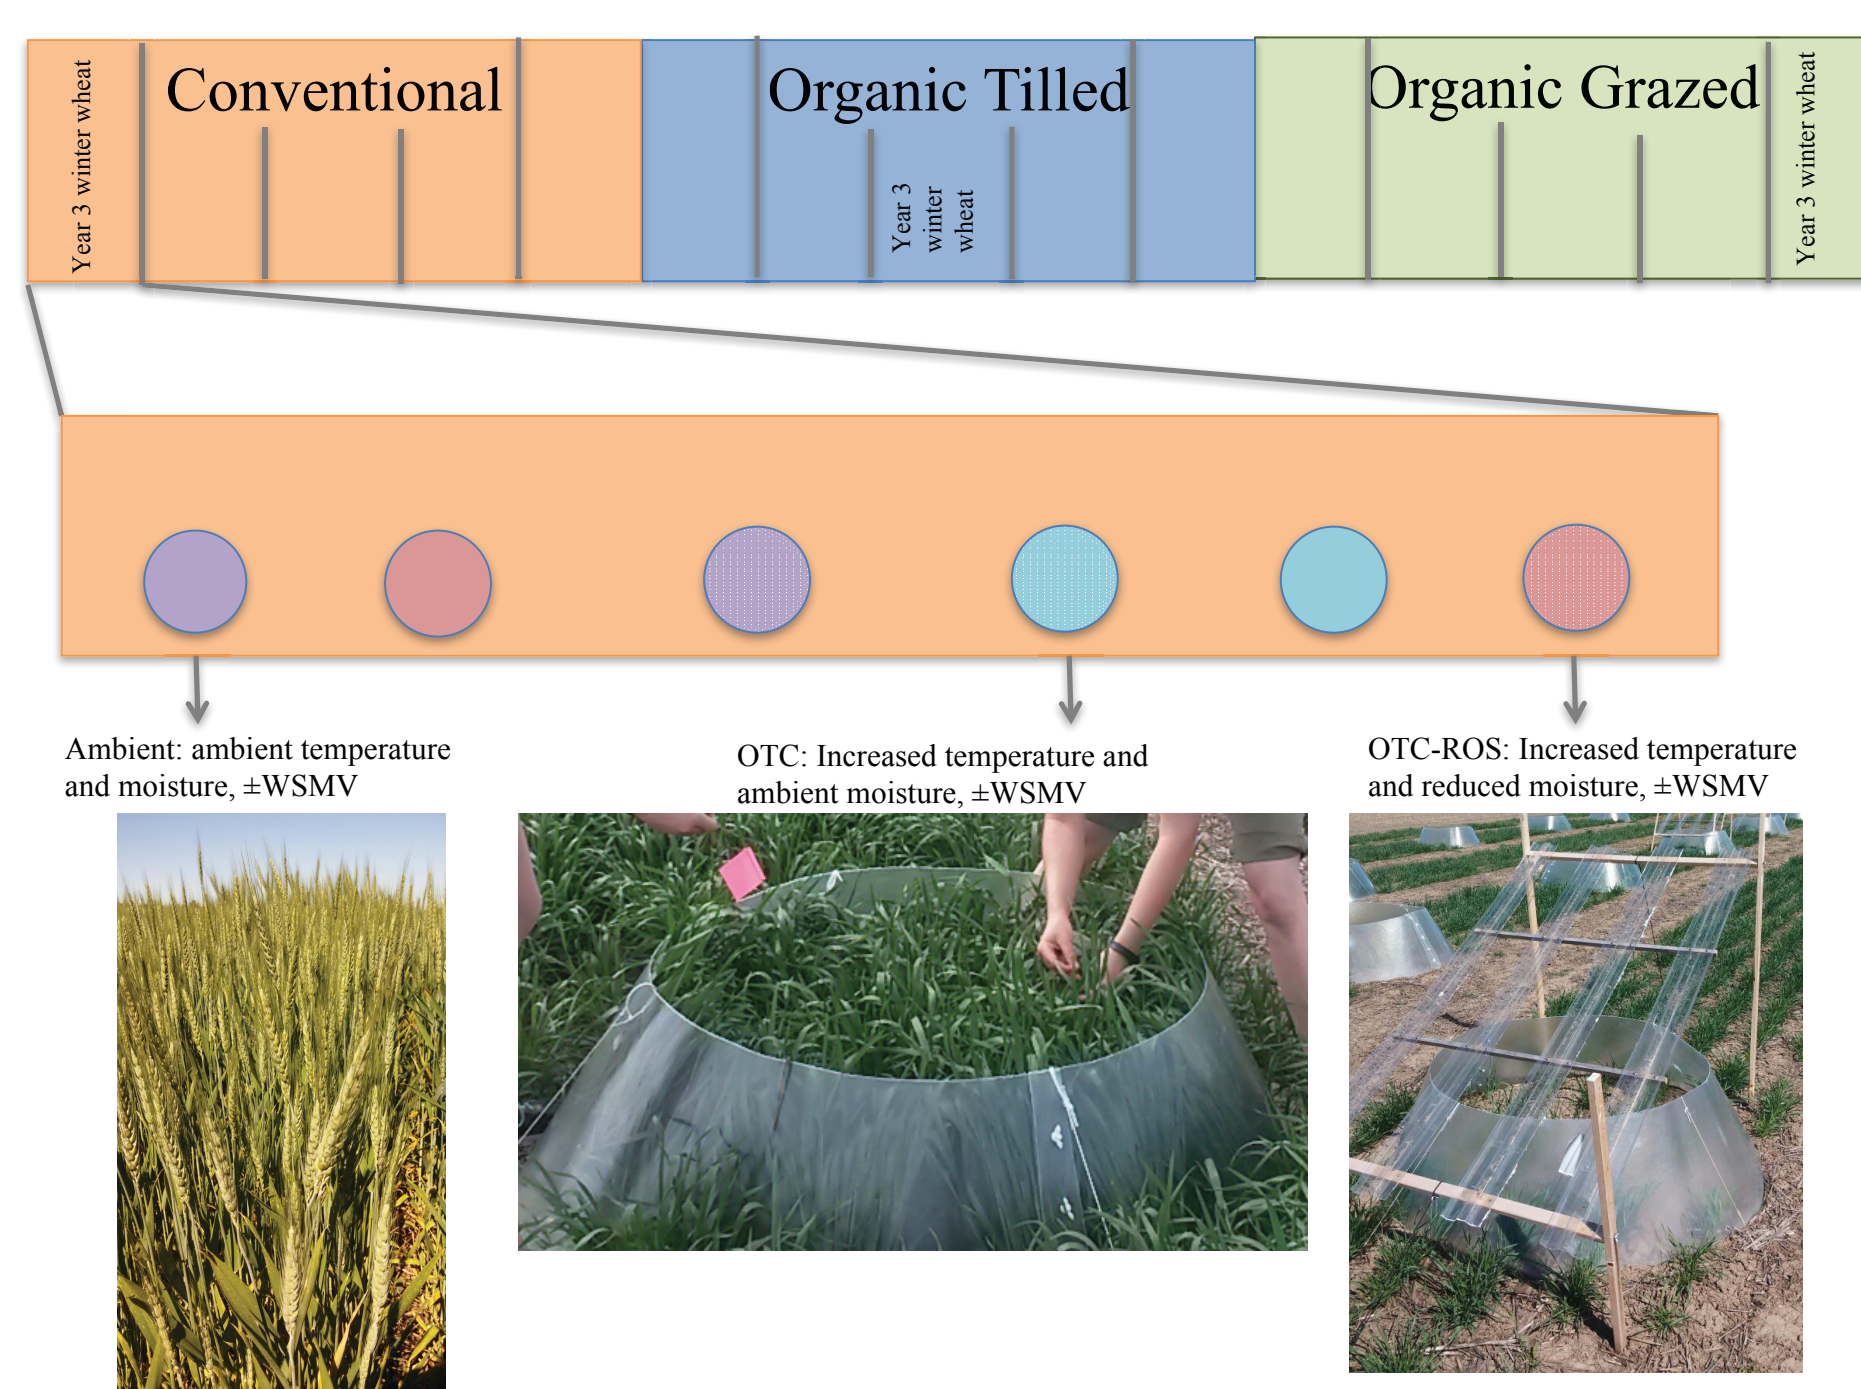 Year 3 winter wheat
Conventional
Organic Tilled
Year 3
winter
wheat
Organic Grazed
Year 3 winter wheat
Ambient: ambient temperature
and moisture, ±WSMV
OTC: Increased temperature and
ambient moisture, ±WSMV
OTC-ROS: Increased temperature
and reduced moisture, ±WSMV